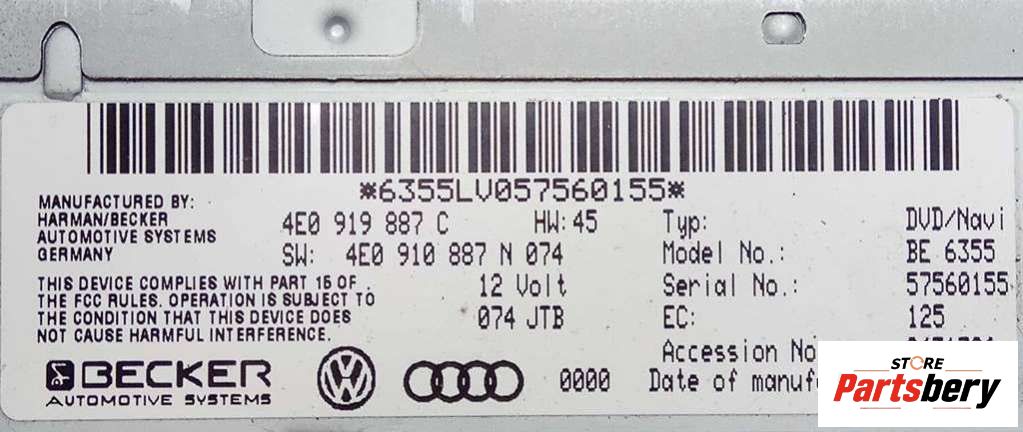 *6355LV057560155*
MANUFACTURED BY:
HARMAN/BECKER
AUTOMOTIVE SYSTEMS
GERMANY
4E0 919 887 C HW: 45
SW: 4E0 910 887 N 074
12 Volt
074 JTB
Typ: DVD/Navi
Model No.: BE 6355
Serial No.: 57560155
EC: 125
Accession No
Date of manuf
THIS DEVICE COMPLIES WITH PART 15 OF
THE FCC RULES. OPERATION IS SUBJECT TO
THE CONDITION THAT THIS DEVICE DOES
NOT CAUSE HARMFUL INTERFERENCE.
BECKER
AUTOMOTIVE SYSTEMS
VW
0000
STORE
Partsbery